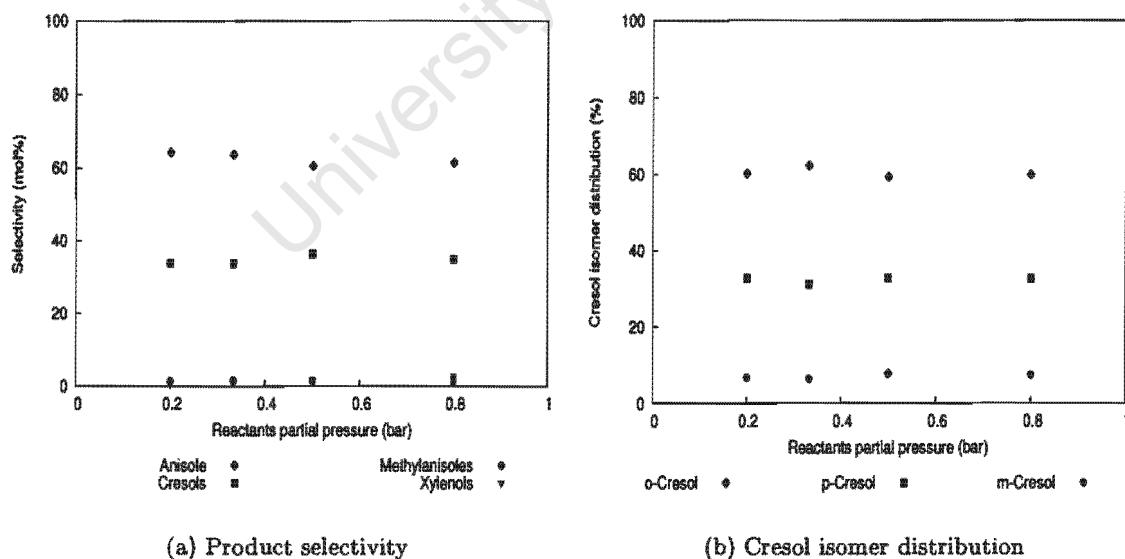 University
100
80
60
40
20
0
Selectivity (mol%)
0 0.2 0.4 0.6 0.8 1
Reactants partial pressure (bar)
Anisole Methylanisoles
Cresols Xylenols
(a) Product selectivity
100
80
60
40
20
0
Cresol isomer distribution (%)
0 0.2 0.4 0.6 0.8 1
Reactants partial pressure (bar)
o-Cresol p-Cresol m-Cresol
(b) Cresol isomer distribution